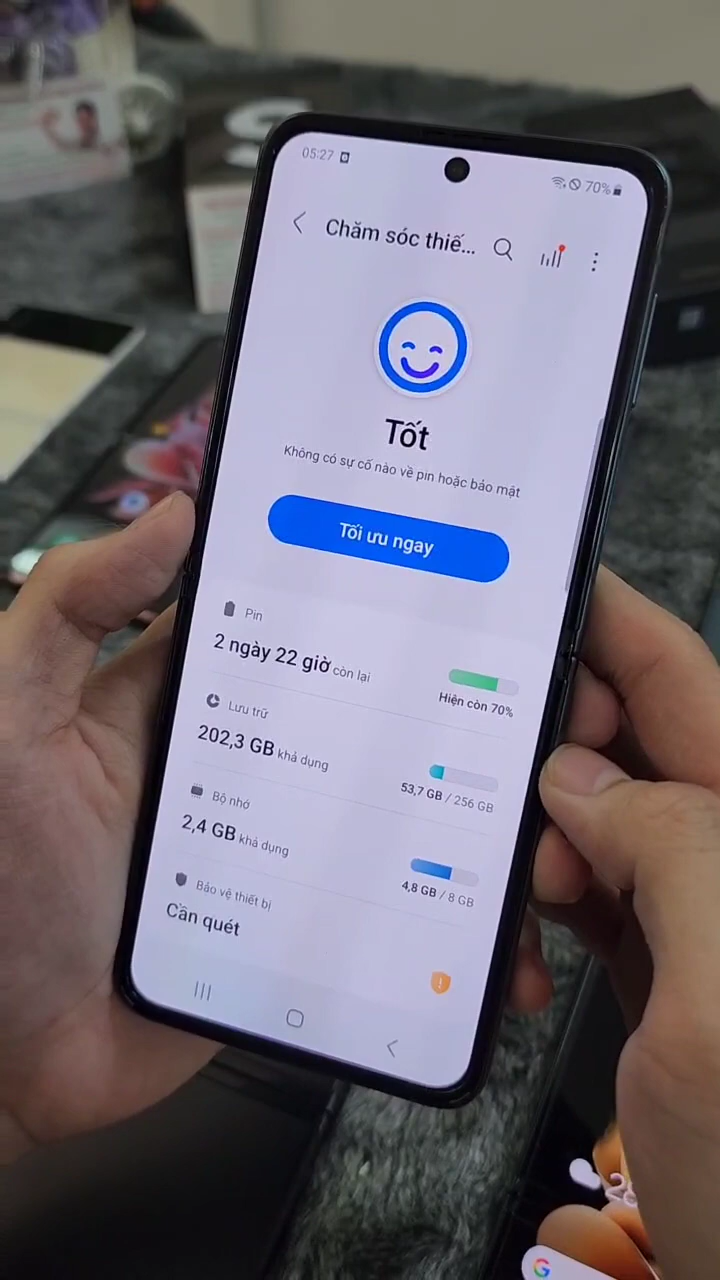 05:27
70%
Chăm sóc thiế...
Tốt
Không có sự cố nào về pin hoặc bảo mật
Tối ưu ngay
Pin
2 ngày 22 giờ còn lại
Hiện còn 70%
Lưu trữ
202,3 GB khả dụng
53,7 GB / 256 GB
Bộ nhớ
2,4 GB khả dụng
4,8 GB / 8 GB
Bảo vệ thiết bị
Cần quét
G